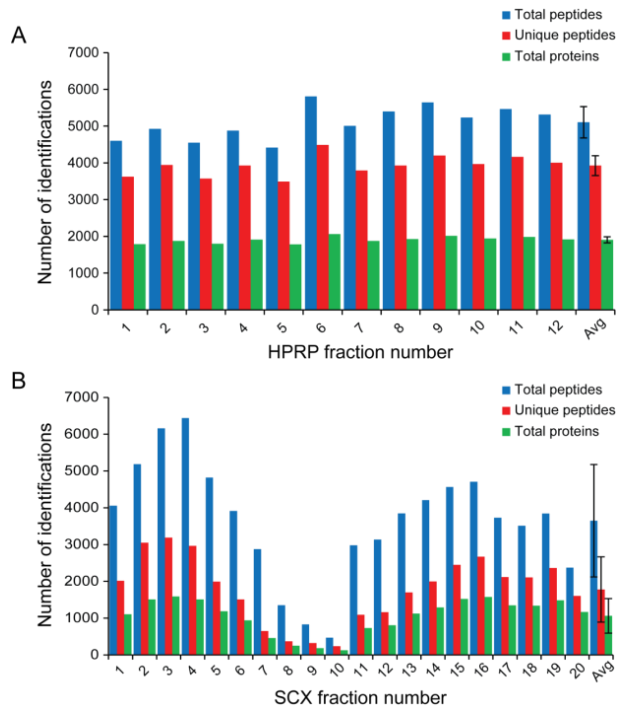 A
Total peptides
Unique peptides
Total proteins
Number of identifications
7000
6000
5000
4000
3000
2000
1000
0
1 2 3 4 5 6 7 8 9 10 11 12 Avg
HPRP fraction number
B
Total peptides
Unique peptides
Total proteins
Number of identifications
7000
6000
5000
4000
3000
2000
1000
0
1 2 3 4 5 6 7 8 9 10 11 12 13 14 15 16 17 18 19 20 Avg
SCX fraction number